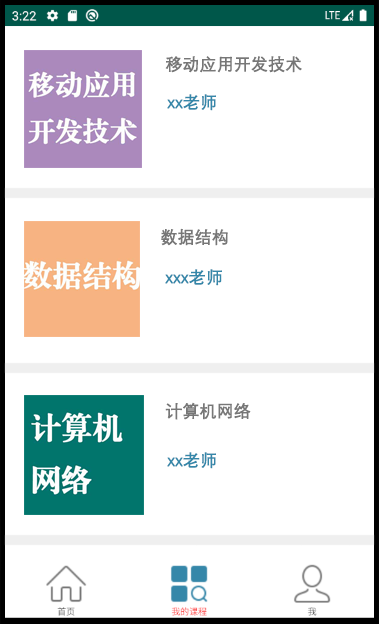 3:22
LTE
移动应用
开发技术
移动应用开发技术
xx老师
数据结构
数据结构
xxx老师
计算机
网络
计算机网络
xx老师
首页
我的课程
我